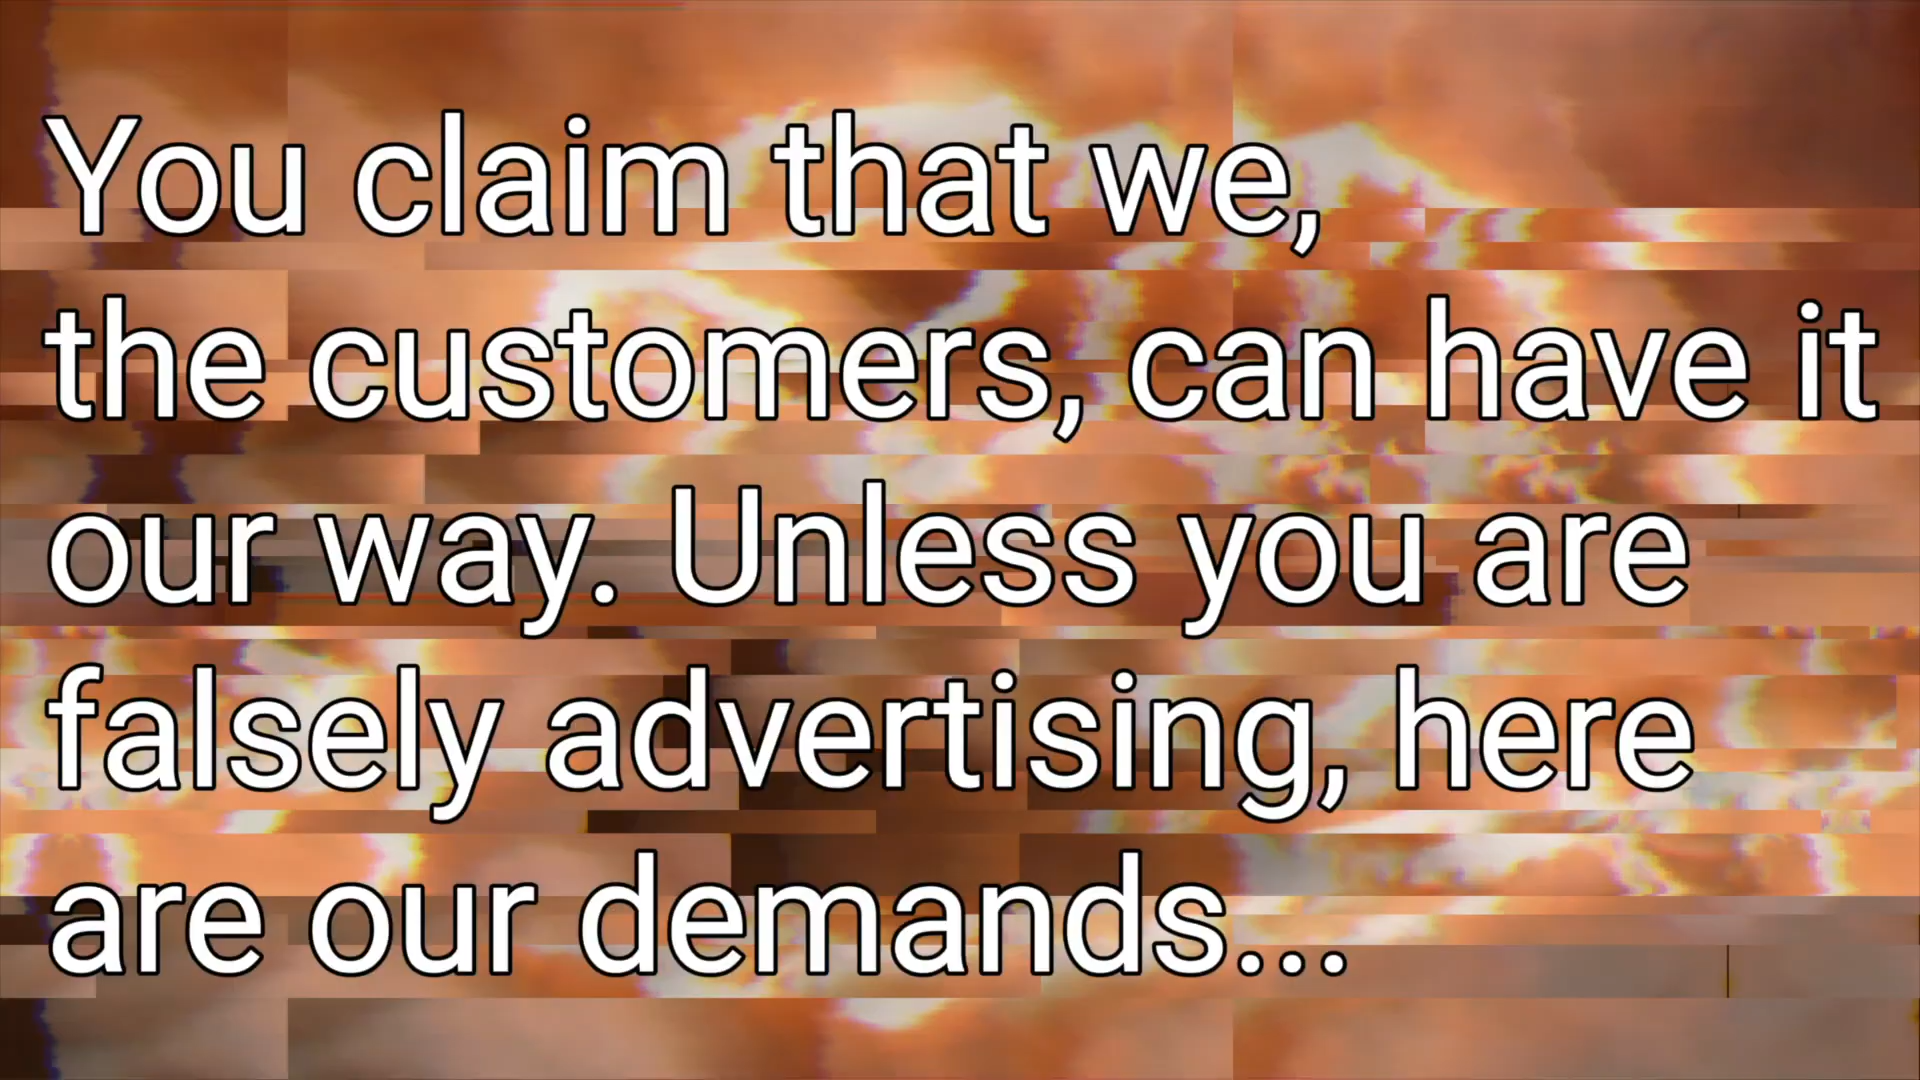 You claim that we,
the customers, can have it
our way. Unless you are
falsely advertising, here
are our demands...